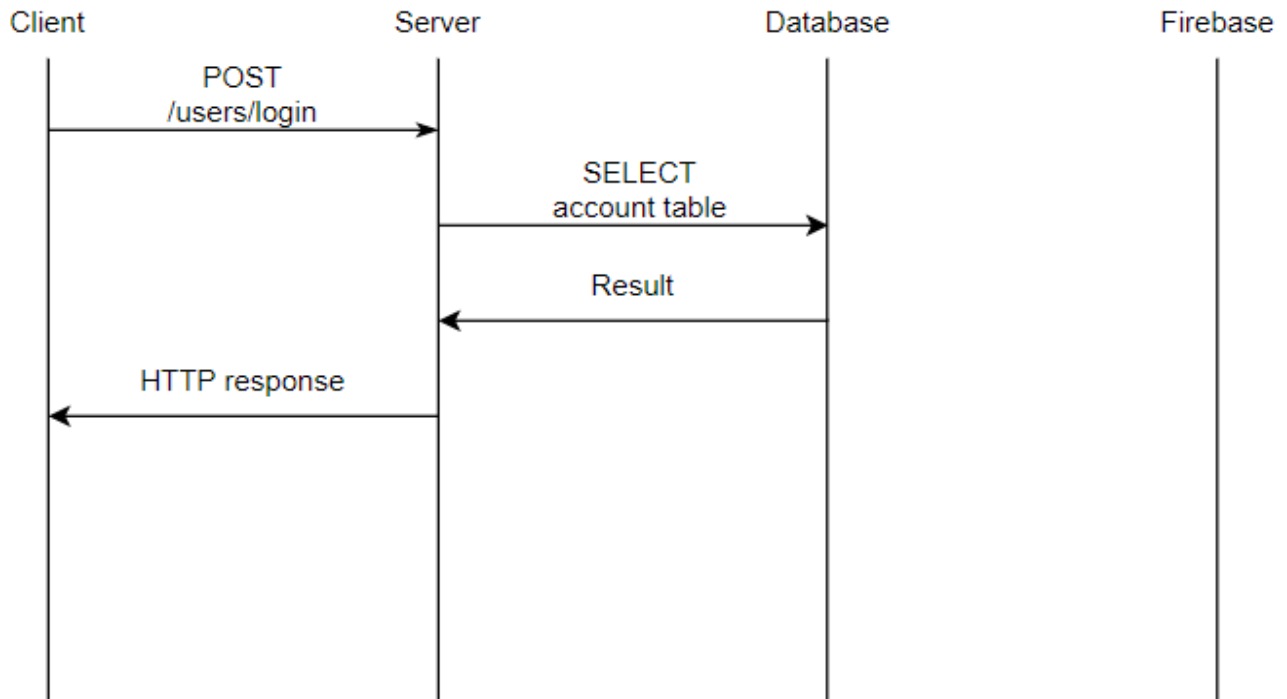 Client
Server
Database
Firebase
POST
/users/login
SELECT
account table
Result
HTTP response